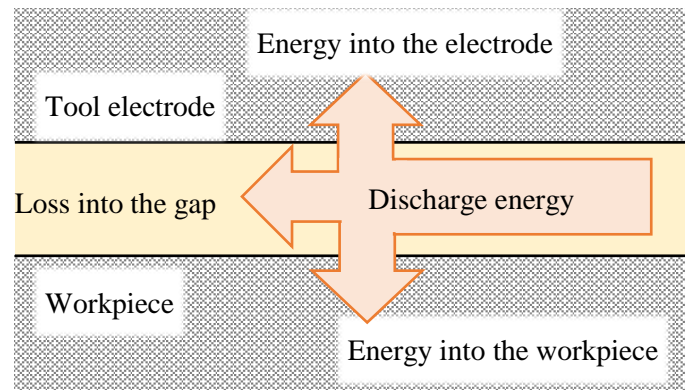 Energy into the electrode
Tool electrode
Loss into the gap
Discharge energy
Workpiece
Energy into the workpiece